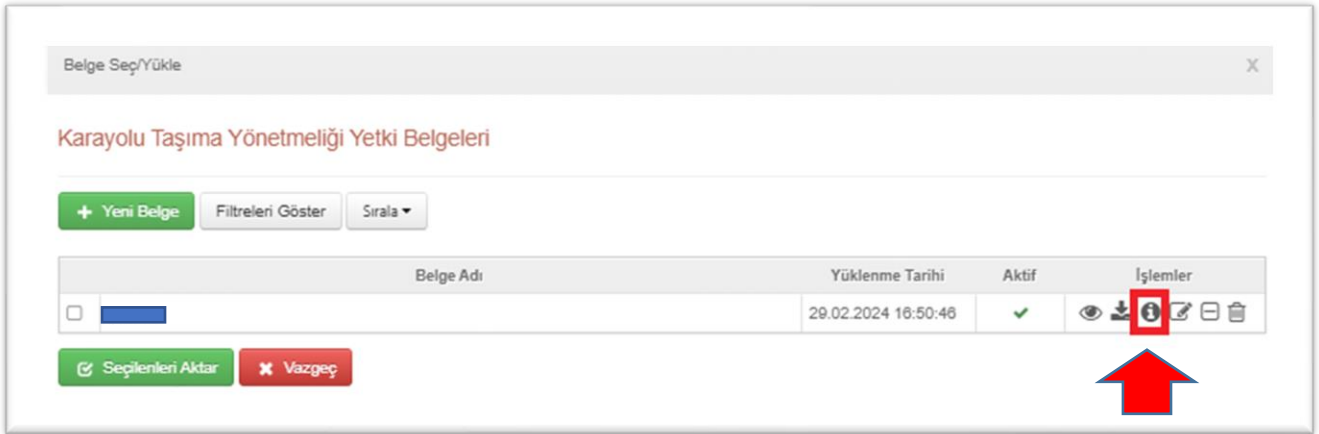 Belge Seç/Yükle X
Karayolu Taşıma Yönetmeliği Yetki Belgeleri
+ Yeni Belge Filtreleri Göster Sırala
Belge Adı Yüklenme Tarihi Aktif İşlemler
29.02.2024 16:50:46
Seçilenleri Aktar Vazgeç